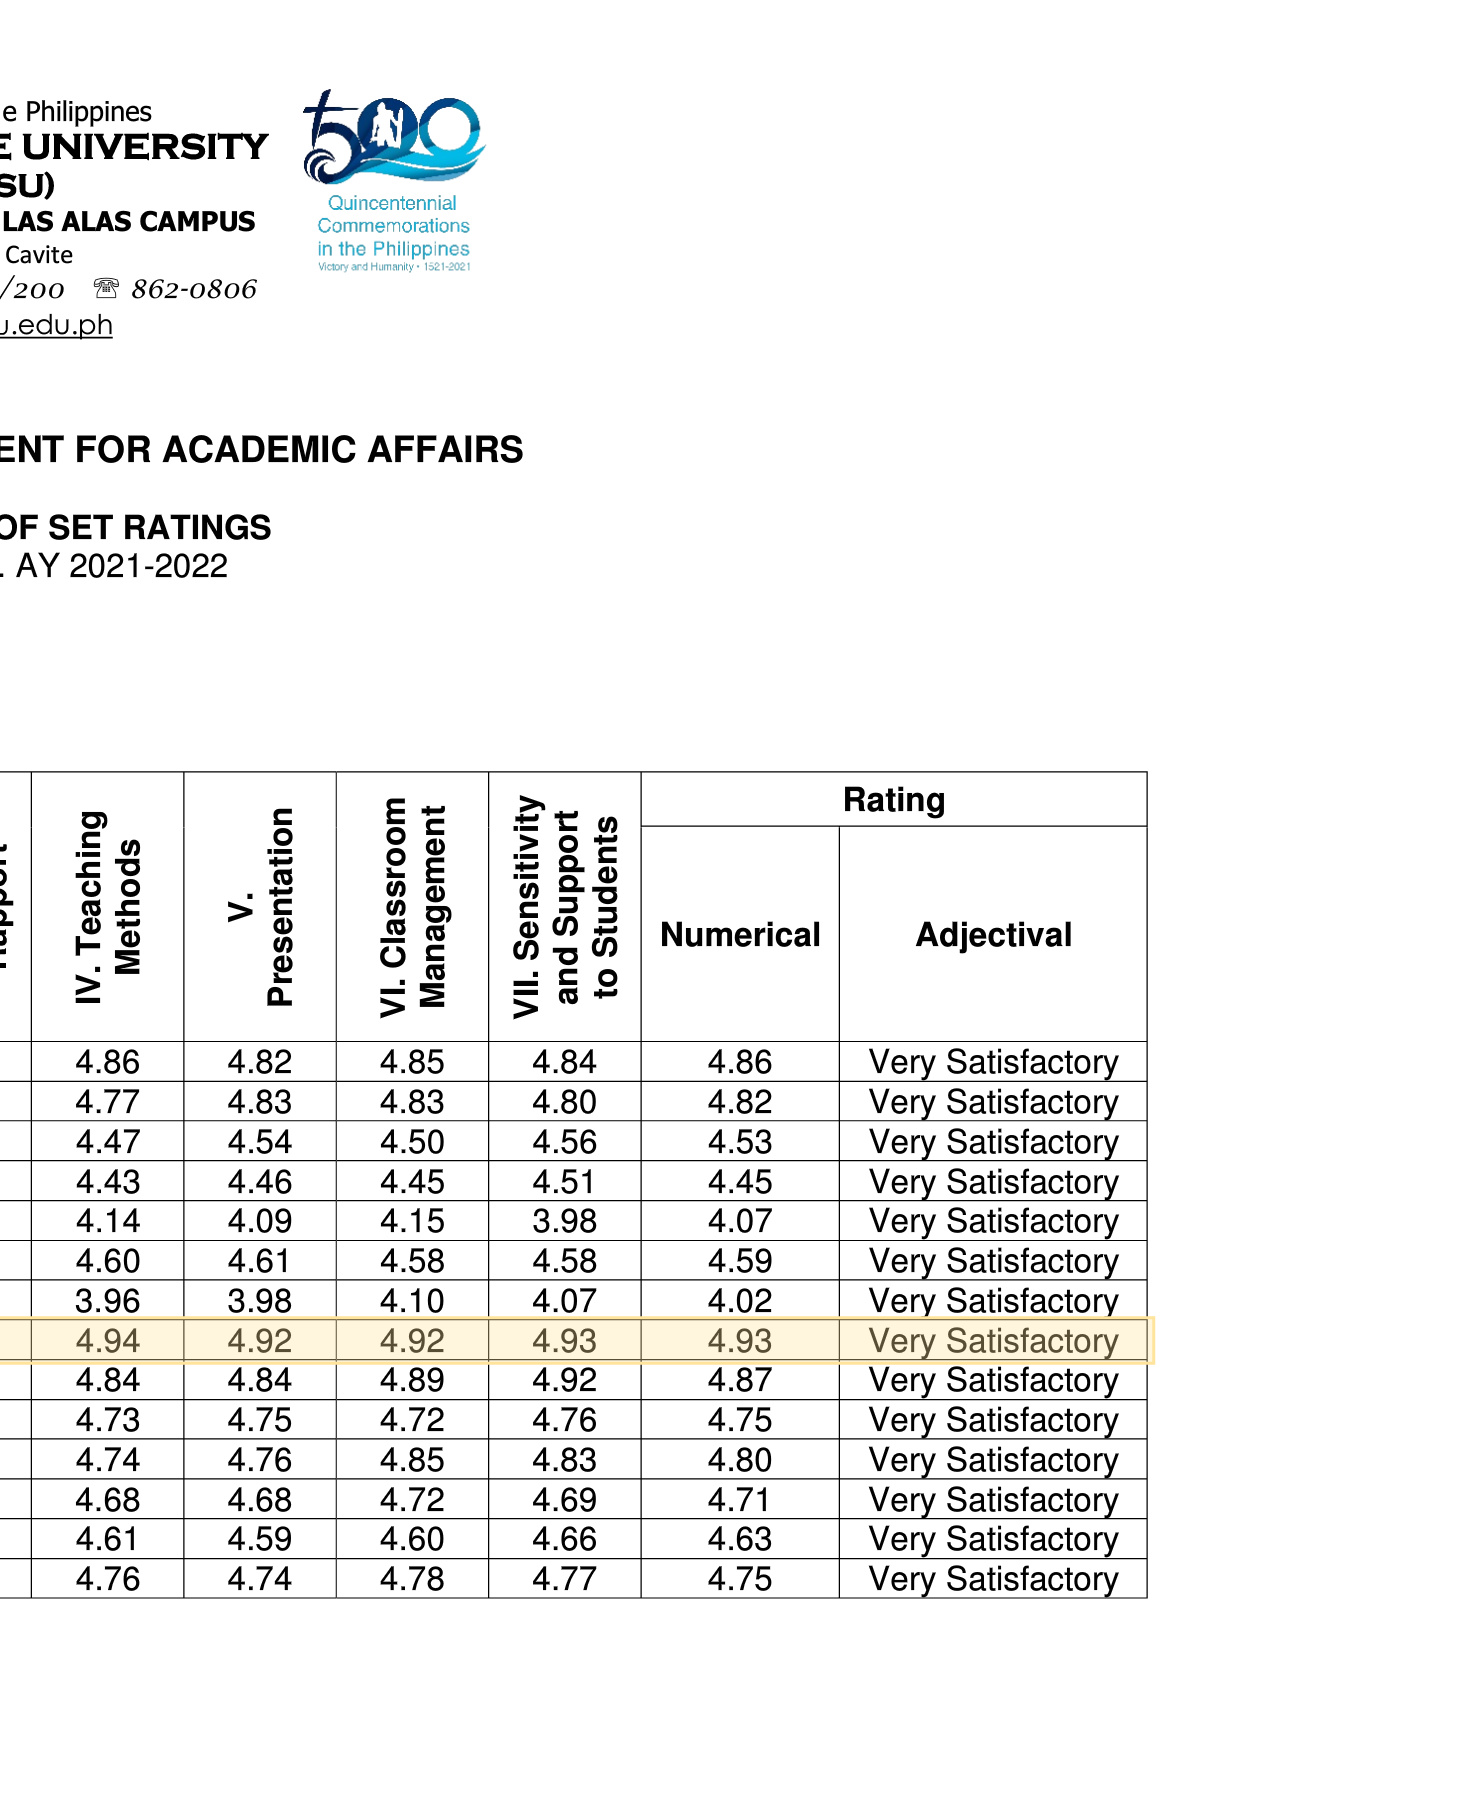 e Philippines
E UNIVERSITY
SU)
LAS ALAS CAMPUS
Cavite
/200 ☏ 862-0806
u.edu.ph
500
Quincentennial
Commemorations
in the Philippines
Victory and Humanity • 1521-2021
ENT FOR ACADEMIC AFFAIRS
OF SET RATINGS
. AY 2021-2022
Rapport
IV. Teaching
Methods
V.
Presentation
VI. Classroom
Management
VII. Sensitivity
and Support
to Students
Rating
Numerical Adjectival
4.86 4.82 4.85 4.84 4.86 Very Satisfactory
4.77 4.83 4.83 4.80 4.82 Very Satisfactory
4.47 4.54 4.50 4.56 4.53 Very Satisfactory
4.43 4.46 4.45 4.51 4.45 Very Satisfactory
4.14 4.09 4.15 3.98 4.07 Very Satisfactory
4.60 4.61 4.58 4.58 4.59 Very Satisfactory
3.96 3.98 4.10 4.07 4.02 Very Satisfactory
4.94 4.92 4.92 4.93 4.93 Very Satisfactory
4.84 4.84 4.89 4.92 4.87 Very Satisfactory
4.73 4.75 4.72 4.76 4.75 Very Satisfactory
4.74 4.76 4.85 4.83 4.80 Very Satisfactory
4.68 4.68 4.72 4.69 4.71 Very Satisfactory
4.61 4.59 4.60 4.66 4.63 Very Satisfactory
4.76 4.74 4.78 4.77 4.75 Very Satisfactory